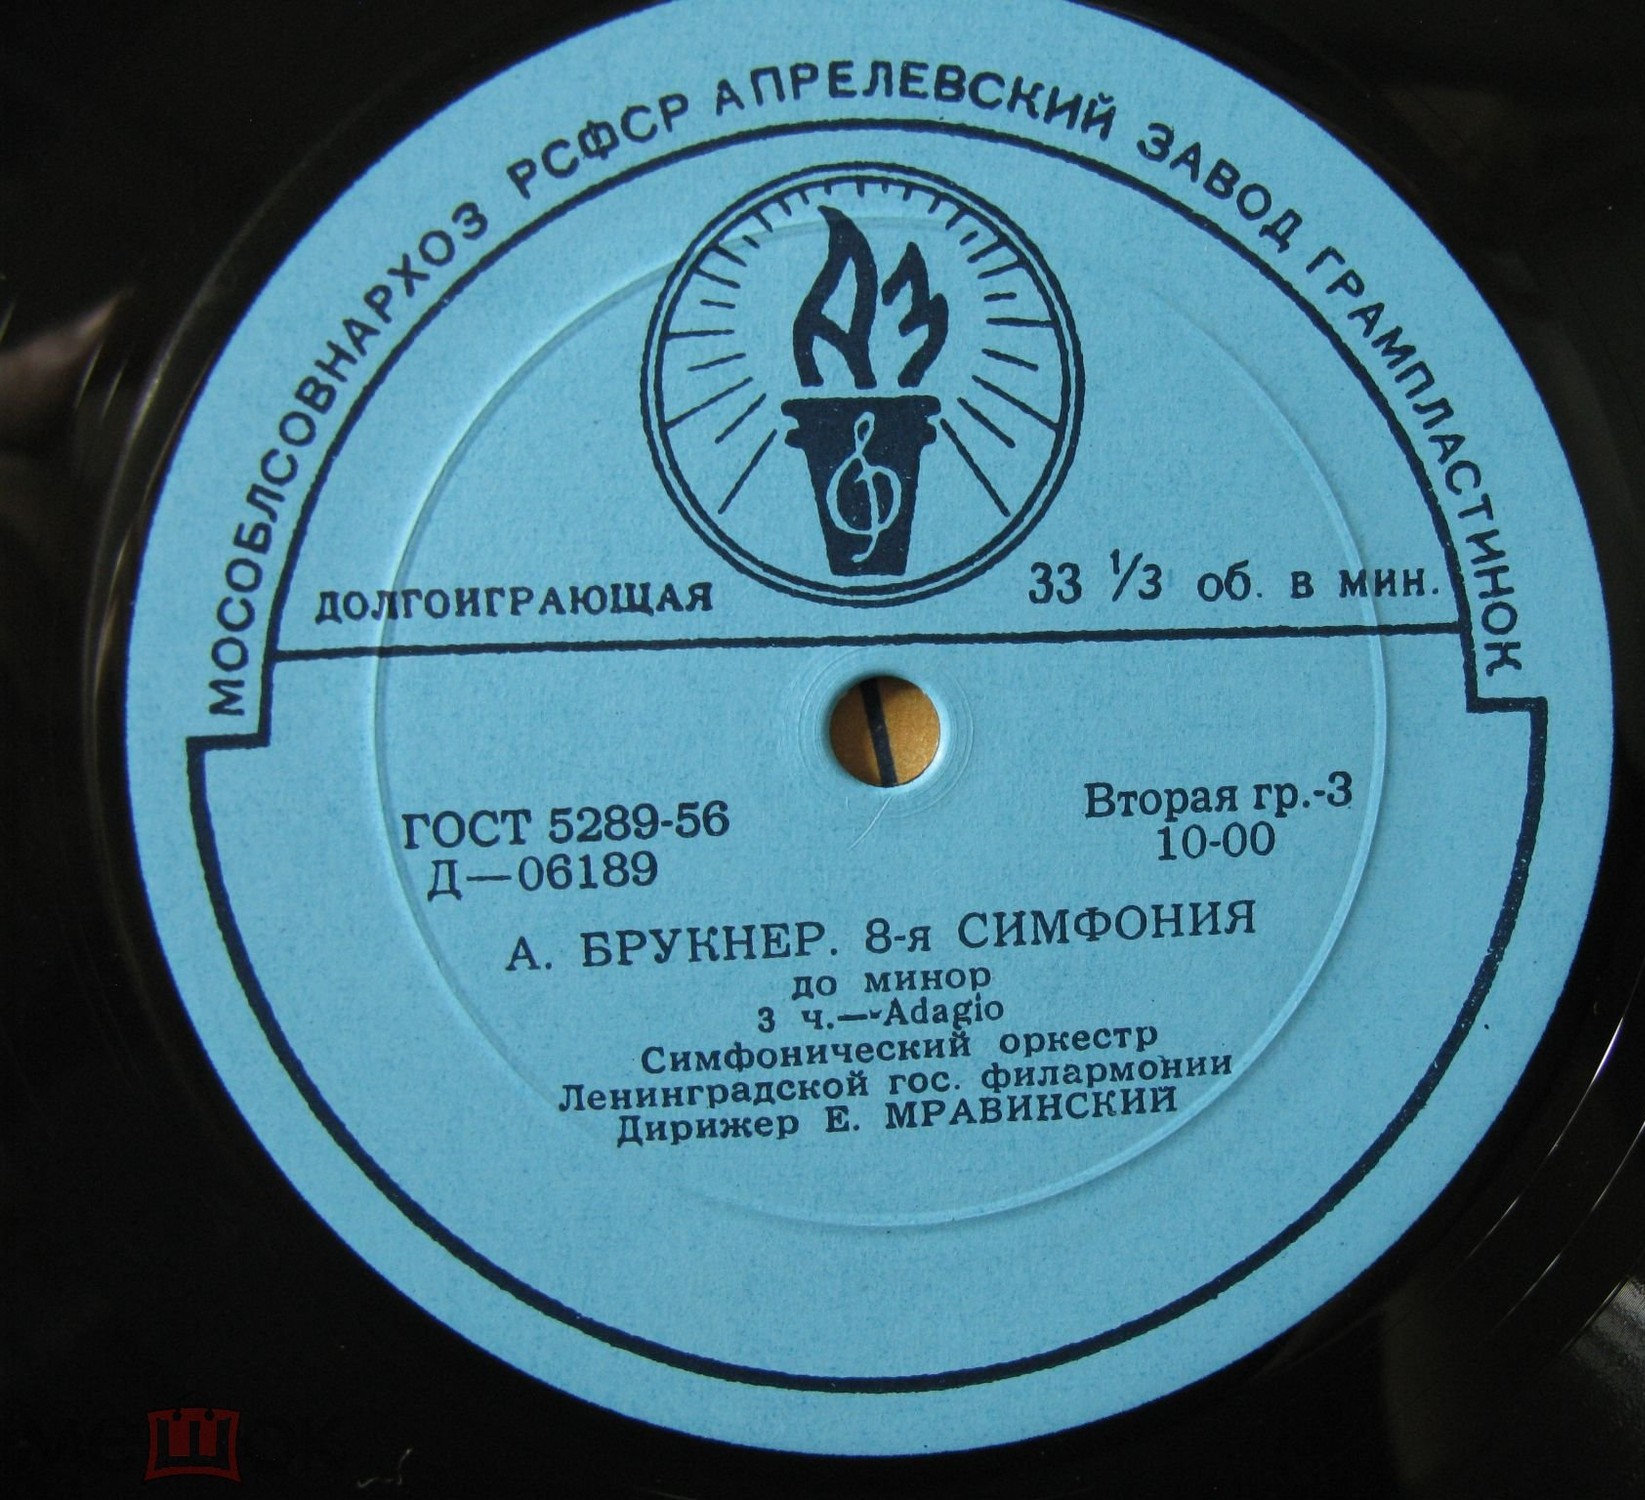 МОСОБЛСОВНАРХОЗ РСФСР АПРЕЛЕВСКИЙ ЗАВОД ГРАМПЛАСТИНОК
АЗ
ДОЛГОИГРАЮЩАЯ 33 1/3 об. в мин.
ГОСТ 5289-56 Вторая гр.-3
Д—06189 10-00
А. БРУКНЕР. 8-я СИМФОНИЯ
до минор
3 ч.—Adagio
Симфонический оркестр
Ленинградской гос. филармонии
Дирижер Е. МРАВИНСКИЙ
мешок